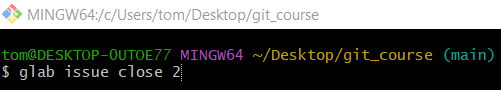 MINGW64:/c/Users/tom/Desktop/git_course
tom@DESKTOP-OUTOE77 MINGW64 ~/Desktop/git_course (main)
$ glab issue close 2